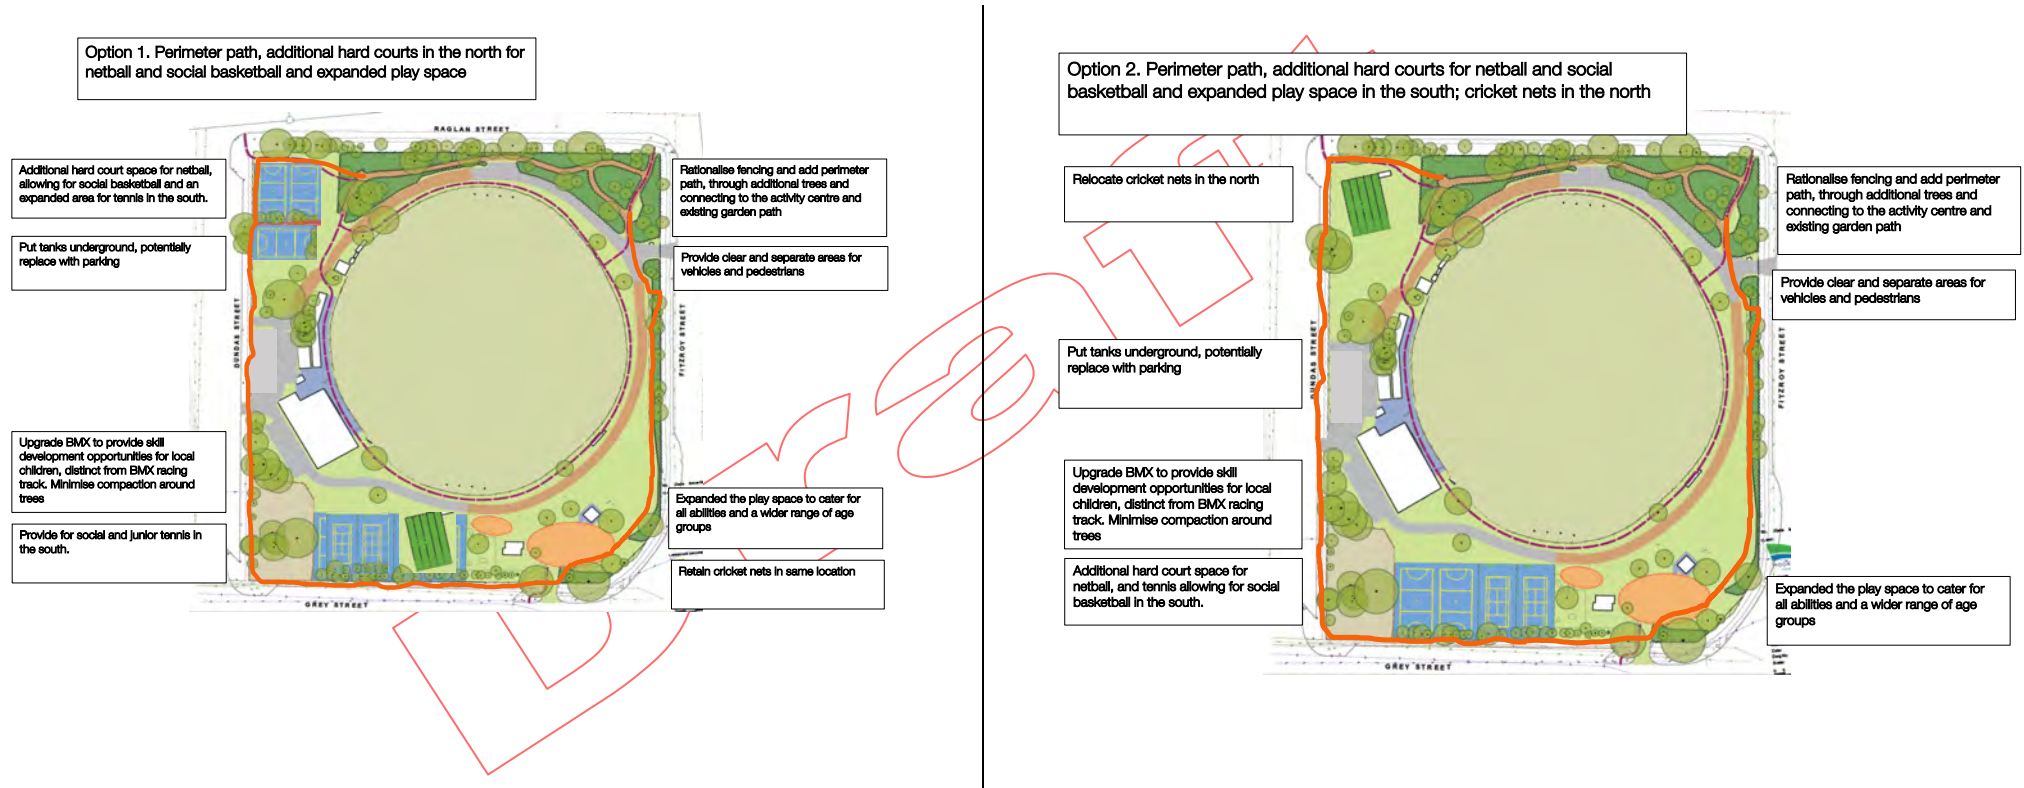 Option 1. Perimeter path, additional hard courts in the north for
netball and social basketball and expanded play space
RAGLAN STREET
Additional hard court space for netball,
allowing for social basketball and an
expanded area for tennis in the south.
Put tanks underground, potentially
replace with parking
DUNDAS STREET
Upgrade BMX to provide skill
development opportunities for local
children, distinct from BMX racing
track. Minimise compaction around
trees
Provide for social and junior tennis in
the south.
Rationalise fencing and add perimeter
path, through additional trees and
connecting to the activity centre and
existing garden path
Provide clear and separate areas for
vehicles and pedestrians
FITZROY STREET
Expanded the play space to cater for
all abilities and a wider range of age
groups
Retain cricket nets in same location
GREY STREET
Draft
Option 2. Perimeter path, additional hard courts for netball and social
basketball and expanded play space in the south; cricket nets in the north
Relocate cricket nets in the north
Put tanks underground, potentially
replace with parking
DUNDAS STREET
Upgrade BMX to provide skill
development opportunities for local
children, distinct from BMX racing
track. Minimise compaction around
trees
Additional hard court space for
netball, and tennis allowing for social
basketball in the south.
Rationalise fencing and add perimeter
path, through additional trees and
connecting to the activity centre and
existing garden path
Provide clear and separate areas for
vehicles and pedestrians
FITZROY STREET
Expanded the play space to cater for
all abilities and a wider range of age
groups
GREY STREET